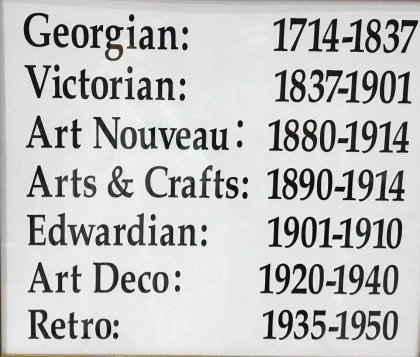 Georgian: 1714-1837
Victorian: 1837-1901
Art Nouveau: 1880-1914
Arts & Crafts: 1890-1914
Edwardian: 1901-1910
Art Deco: 1920-1940
Retro: 1935-1950